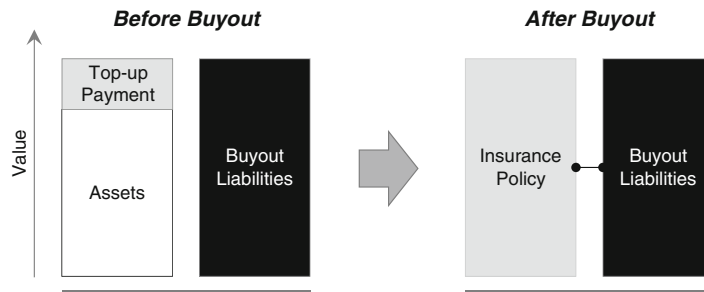 Before Buyout
After Buyout
Value
Top-up
Payment
Assets
Buyout
Liabilities
Insurance
Policy
Buyout
Liabilities